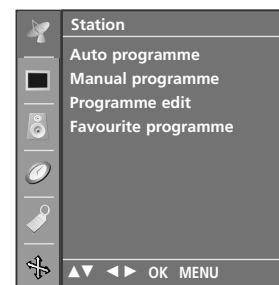 Station
Auto programme
Manual programme
Programme edit
Favourite programme
▲▼ ◄► OK MENU